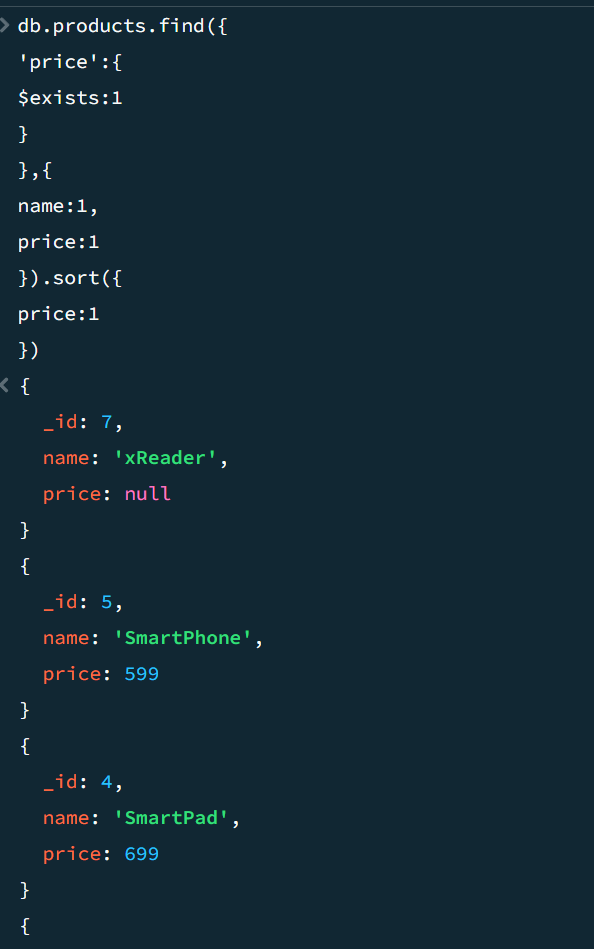 > db.products.find({
'price':{
$exists:1
}
},{
name:1,
price:1
}).sort({
price:1
})
< {
_id: 7,
name: 'xReader',
price: null
}
{
_id: 5,
name: 'SmartPhone',
price: 599
}
{
_id: 4,
name: 'SmartPad',
price: 699
}
{